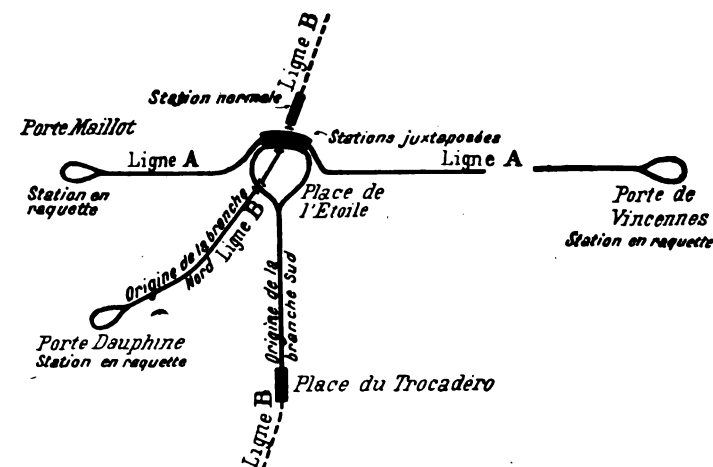 Ligne B
Station normale
Porte Maillot
Stations juxtaposées
Ligne A
Ligne A
Station en
raquette
Place de
l'Etoile
Porte de
Vincennes
Station en raquette
Origine de la branche
Nord Ligne B
Origine de la
branche Sud
Porte Dauphine
Station en raquette
Place du Trocadéro
Ligne B